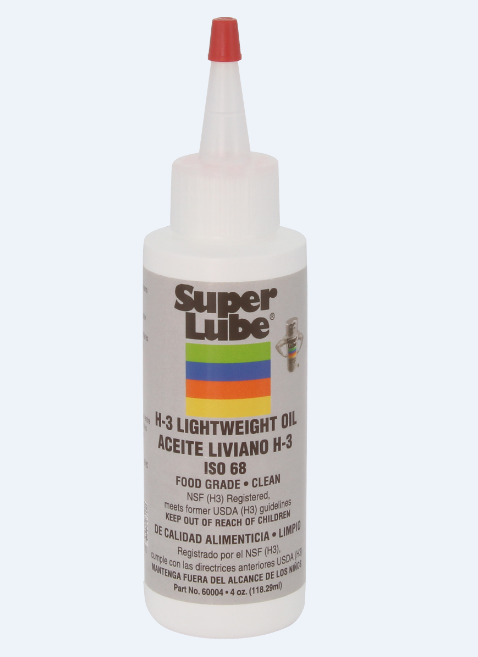 Super
Lube®
H-3 LIGHTWEIGHT OIL
ACEITE LIVIANO H-3
ISO 68
FOOD GRADE • CLEAN
NSF (H3) Registered,
meets former USDA (H3) guidelines
KEEP OUT OF REACH OF CHILDREN
DE CALIDAD ALIMENTICIA • LIMPIO
Registrado por el NSF (H3),
cumple con las directrices anteriores USDA (H3)
MANTENGA FUERA DEL ALCANCE DE LOS NIÑOS
Part No. 60004 • 4 oz. (118.29ml)